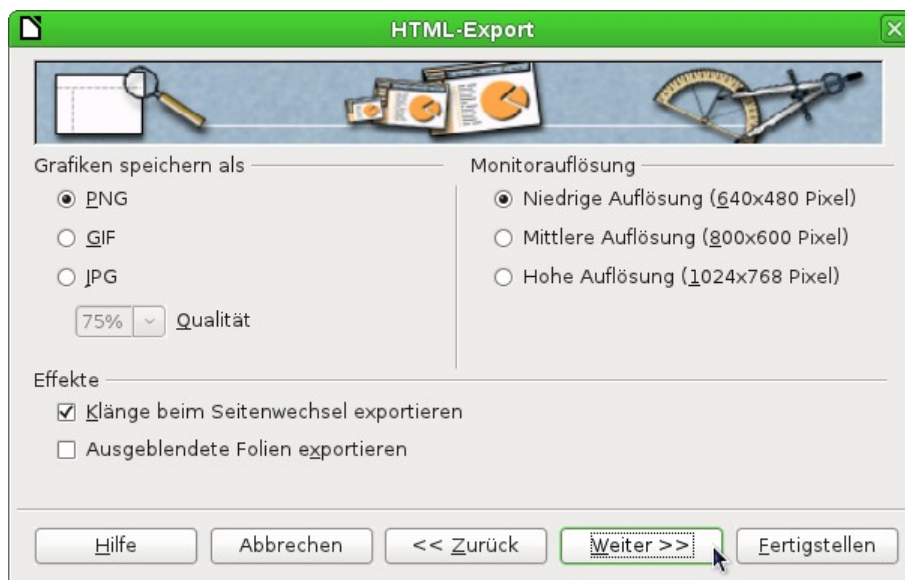 HTML-Export
Grafiken speichern als
PNG
GIF
JPG
75% Qualität
Monitorauflösung
Niedrige Auflösung (640x480 Pixel)
Mittlere Auflösung (800x600 Pixel)
Hohe Auflösung (1024x768 Pixel)
Effekte
Klänge beim Seitenwechsel exportieren
Ausgeblendete Folien exportieren
Hilfe
Abbrechen
<< Zurück
Weiter >>
Fertigstellen